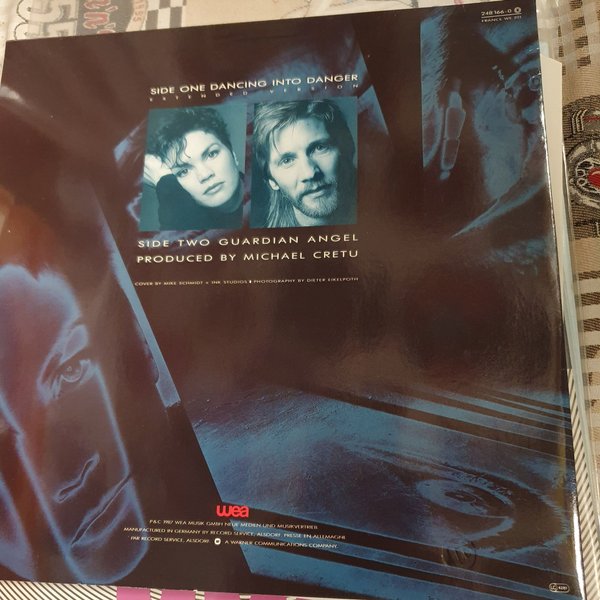 248 166-0
FRANCE WE 211
SIDE ONE DANCING INTO DANGER
EXTENDED VERSION
SIDE TWO GUARDIAN ANGEL
PRODUCED BY MICHAEL CRETU
COVER BY MIKE SCHMIDT + INK STUDIOS PHOTOGRAPHY BY DIETER EIKELPOTH
wea
P&C 1987 WEA MUSIK GMBH NEUE MEDIEN UND MUSIKVERTRIEB
MANUFACTURED IN GERMANY BY RECORD SERVICE, ALSDORF. PRESSE EN ALLEMAGNE
PAR RECORD SERVICE, ALSDORF. A WARNER COMMUNICATIONS COMPANY.